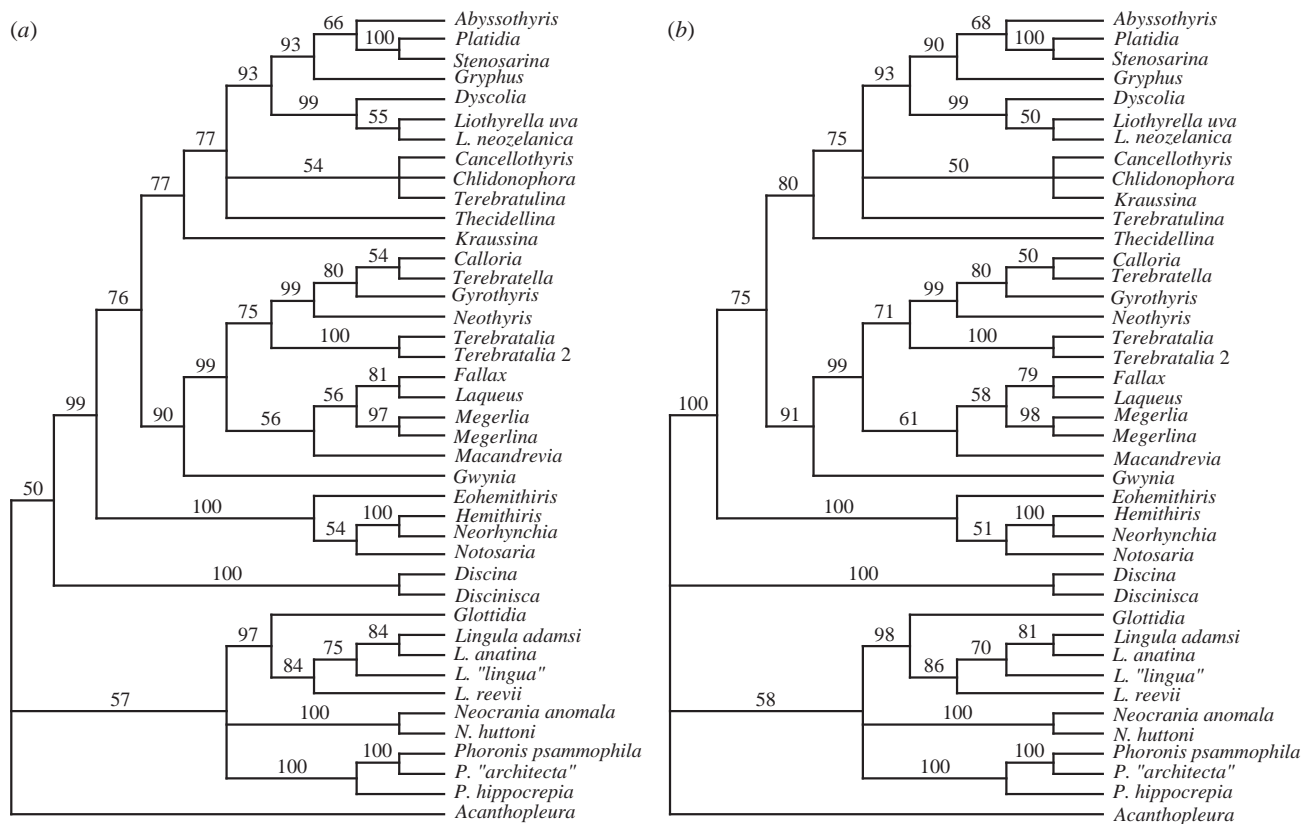 (a)
66
Abyssothyris
93
100
Platidia
Stenosarina
93
Gryphus
99
Dyscolia
55
Liothyrella uva
L. neozelanica
77
54
Cancellothyris
Chlidonophora
Terebratulina
77
Thecidellina
Kraussina
54
Calloria
80
Terebratella
99
Gyrothyris
76
75
Neothyris
100
Terebratalia
Terebratalia 2
99
81
Fallax
56
Laqueus
99
90
56
97
Megerlia
Megerlina
Macandrevia
Gwynia
50
100
Eohemithiris
100
Hemithiris
54
Neorhynchia
Notosaria
100
Discina
Discinisca
Glottidia
97
84
Lingula adamsi
75
L. anatina
84
L. "lingua"
L. reevii
57
100
Neocrania anomala
N. huttoni
100
Phoronis psammophila
100
P. "architecta"
P. hippocrepia
Acanthopleura
(b)
68
Abyssothyris
90
100
Platidia
Stenosarina
93
Gryphus
99
Dyscolia
50
Liothyrella uva
L. neozelanica
75
50
Cancellothyris
Chlidonophora
Kraussina
80
Terebratulina
Thecidellina
50
Calloria
80
Terebratella
99
Gyrothyris
75
71
Neothyris
100
Terebratalia
Terebratalia 2
99
79
Fallax
58
Laqueus
100
91
61
98
Megerlia
Megerlina
Macandrevia
Gwynia
100
Eohemithiris
100
Hemithiris
51
Neorhynchia
Notosaria
100
Discina
Discinisca
Glottidia
98
81
Lingula adamsi
70
L. anatina
86
L. "lingua"
L. reevii
58
100
Neocrania anomala
N. huttoni
100
Phoronis psammophila
100
P. "architecta"
P. hippocrepia
Acanthopleura